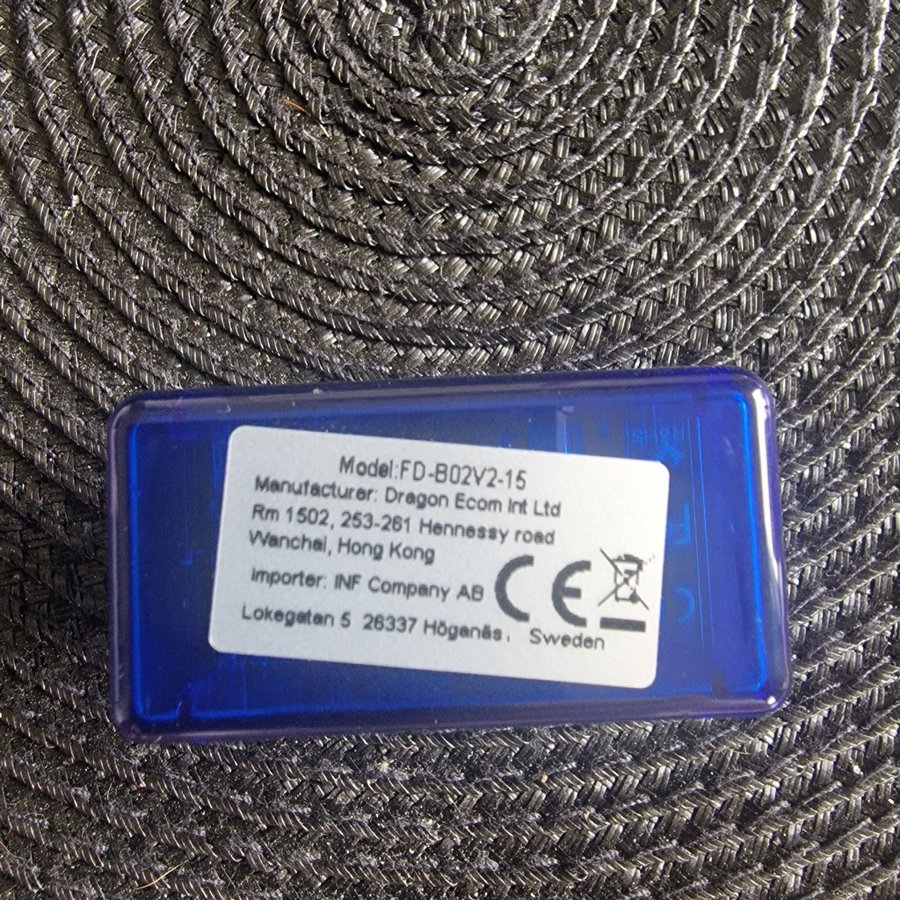 Model:FD-B02V2-15
Manufacturer: Dragon Ecom Int Ltd
Rm 1502, 253-261 Hennessy road
Wanchai, Hong Kong
Importer: INF Company AB
Lokegatan 5 26337 Höganäs, Sweden
CE